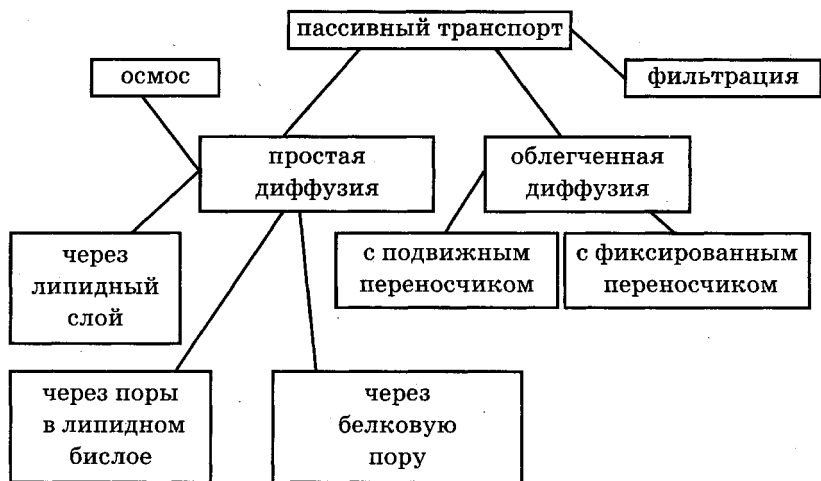 пассивный транспорт
осмос
фильтрация
простая
диффузия
облегченная
диффузия
через
липидный
слой
с подвижным
переносчиком
с фиксированным
переносчиком
через поры
в липидном
бислое
через
белковую
пору